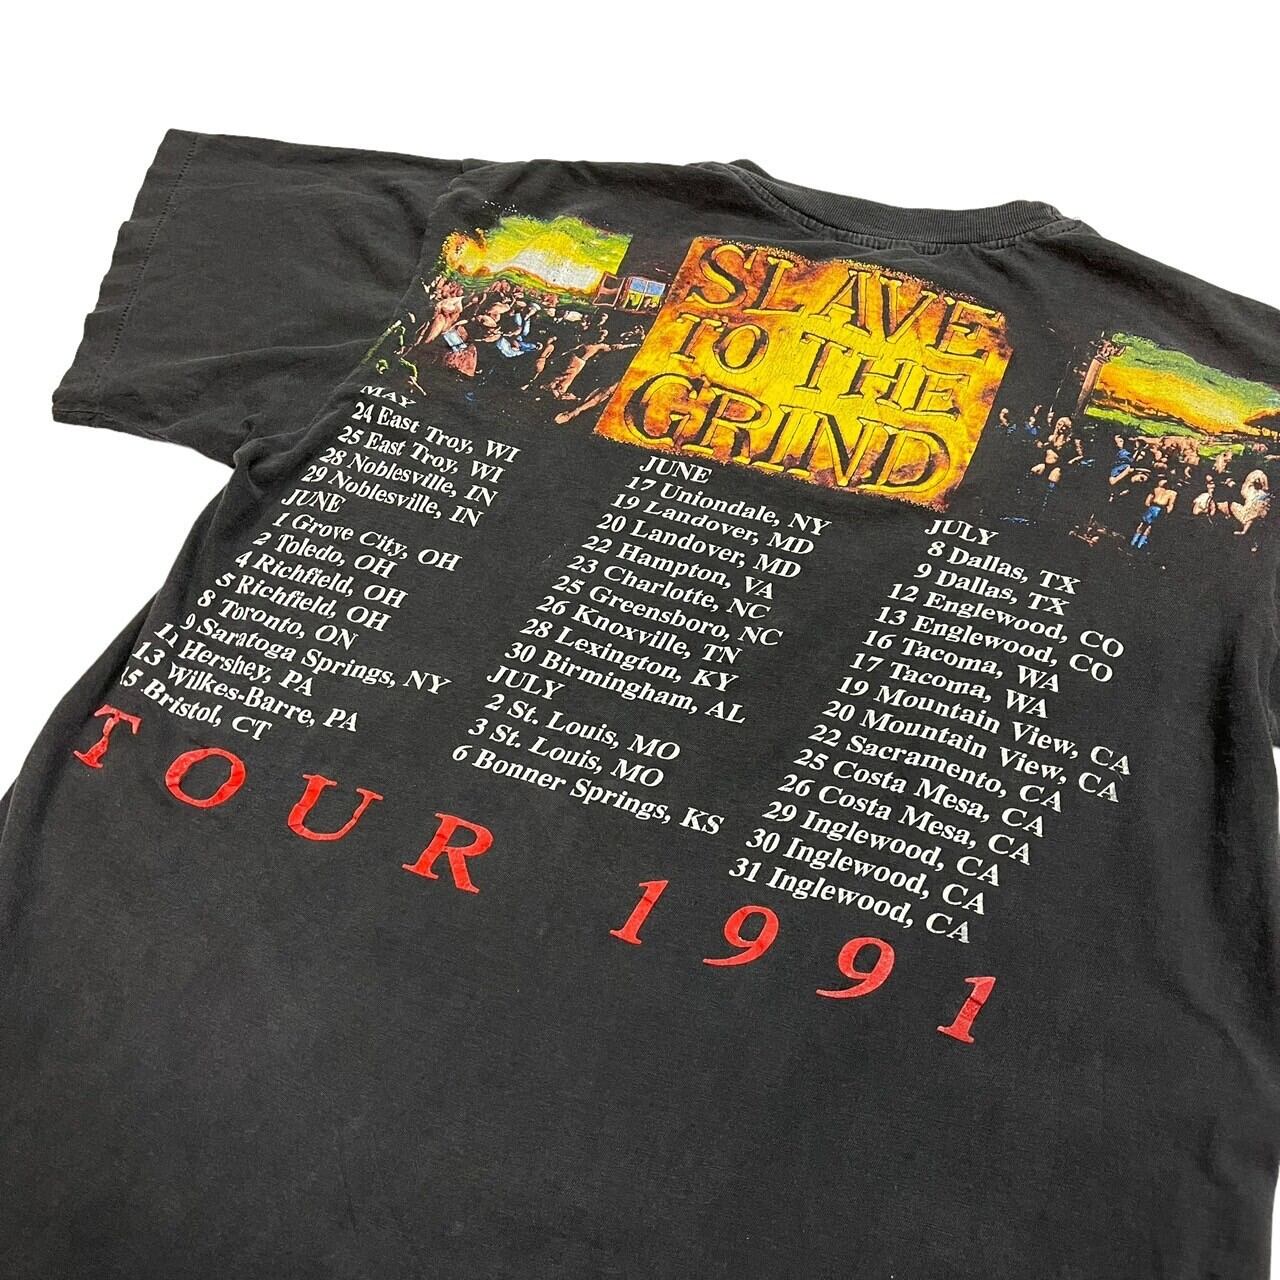 SLAVE
TO THE
GRIND
MAY
24 East Troy, WI
25 East Troy, WI
28 Noblesville, IN
29 Noblesville, IN
JUNE
1 Grove City, OH
2 Toledo, OH
4 Richfield, OH
5 Richfield, OH
8 Toronto, ON
9 Saratoga Springs, NY
11 Hershey, PA
13 Wilkes-Barre, PA
15 Bristol, CT
JUNE
17 Uniondale, NY
19 Landover, MD
20 Landover, MD
22 Hampton, VA
23 Charlotte, NC
25 Greensboro, NC
26 Knoxville, TN
28 Lexington, KY
30 Birmingham, AL
JULY
2 St. Louis, MO
3 St. Louis, MO
6 Bonner Springs, KS
JULY
8 Dallas, TX
9 Dallas, TX
12 Englewood, CO
13 Englewood, CO
16 Tacoma, WA
17 Tacoma, WA
19 Mountain View, CA
20 Mountain View, CA
22 Sacramento, CA
25 Costa Mesa, CA
26 Costa Mesa, CA
29 Inglewood, CA
30 Inglewood, CA
31 Inglewood, CA
TOUR 1991